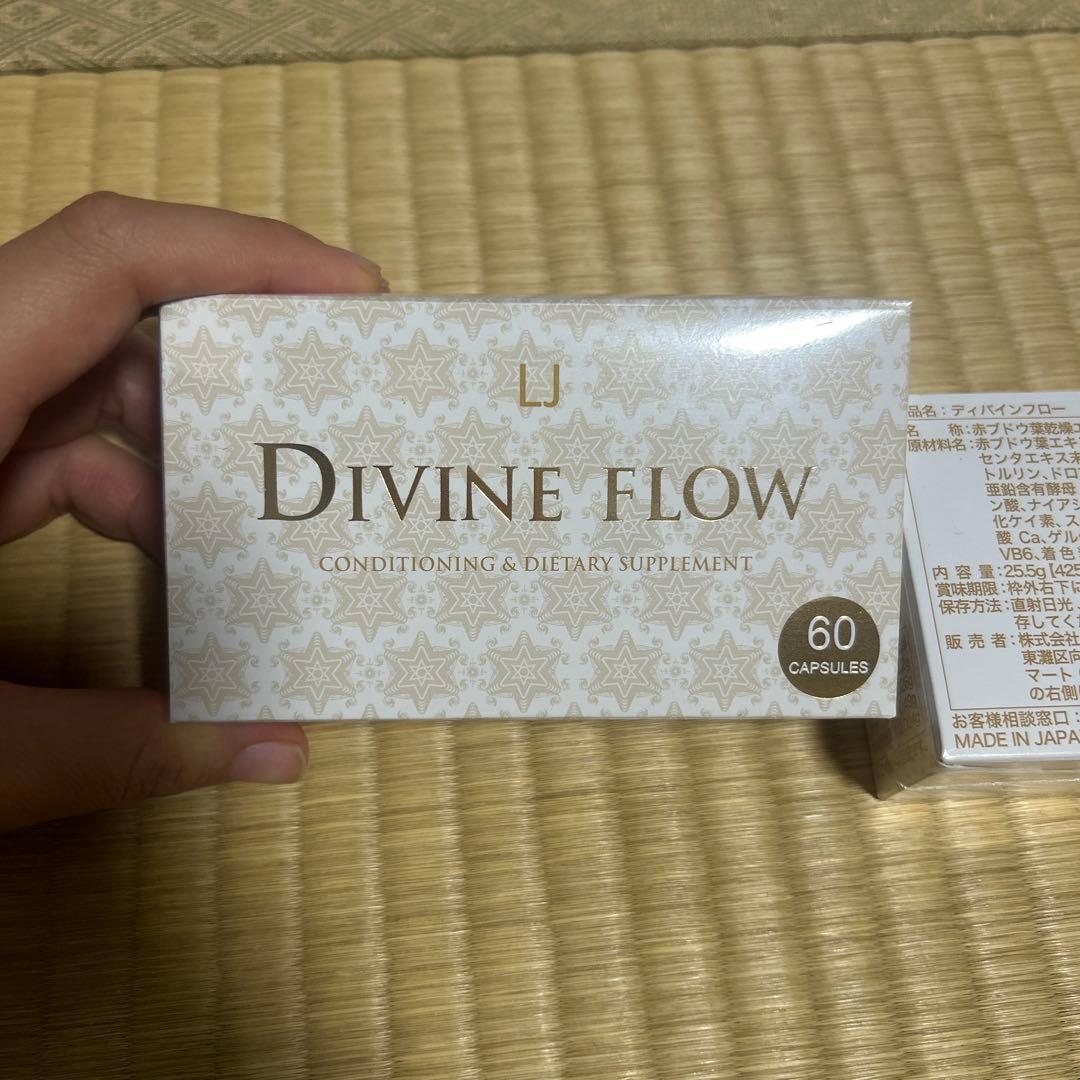 LJ
DIVINE FLOW
CONDITIONING & DIETARY SUPPLEMENT
60
CAPSULES
品名:ディバインフロー
名 称:赤ブドウ葉乾燥エ
原材料名:赤ブドウ葉エキ
センタエキス末
トルリン、ドロ
亜鉛含有酵母
ン酸、ナイアシ
化ケイ素、ス
酸 Ca、ゲル
VB6、着色
内 容 量:25.5g[425
賞味期限:枠外右下に
保存方法:直射日光
存してく
販 売 者:株式会社
東灘区向
マート
の右側
お客様相談窓口:
MADE IN JAPA